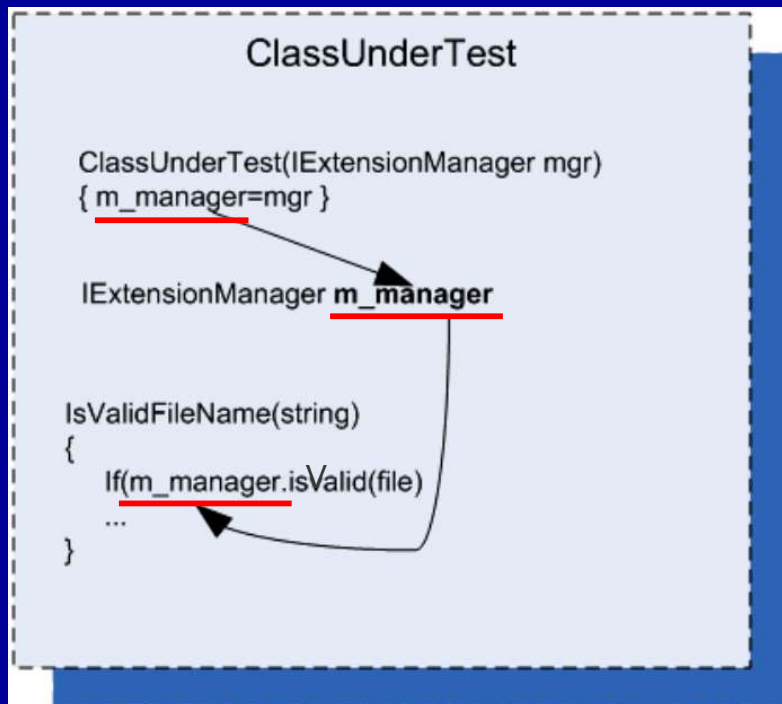 ClassUnderTest
ClassUnderTest(IExtensionManager mgr)
{ m_manager=mgr }
IExtensionManager m_manager
IsValidFileName(string)
{
If(m_manager.isValid(file)
...
}